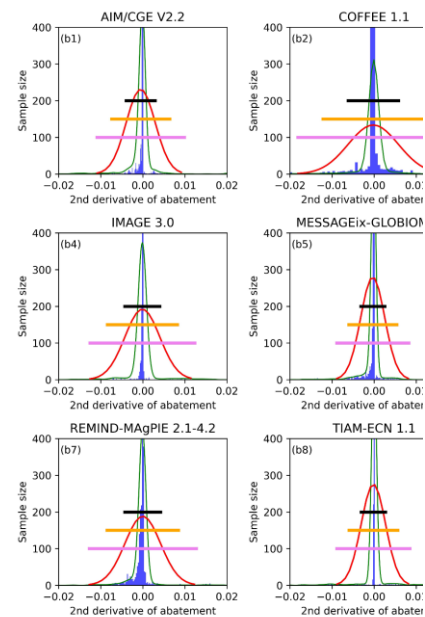 AIM/CGE V2.2
(b1)
Sample size
400
300
200
100
0
−0.02 −0.01 0.00 0.01 0.02
2nd derivative of abatement
COFFEE 1.1
(b2)
Sample size
400
300
200
100
0
−0.02 −0.01 0.00 0.01
2nd derivative of abatement
IMAGE 3.0
(b4)
Sample size
400
300
200
100
0
−0.02 −0.01 0.00 0.01 0.02
2nd derivative of abatement
MESSAGEix-GLOBIOM
(b5)
Sample size
400
300
200
100
0
−0.02 −0.01 0.00 0.01
2nd derivative of abatement
REMIND-MAgPIE 2.1-4.2
(b7)
Sample size
400
300
200
100
0
−0.02 −0.01 0.00 0.01 0.02
2nd derivative of abatement
TIAM-ECN 1.1
(b8)
Sample size
400
300
200
100
0
−0.02 −0.01 0.00 0.01
2nd derivative of abatement